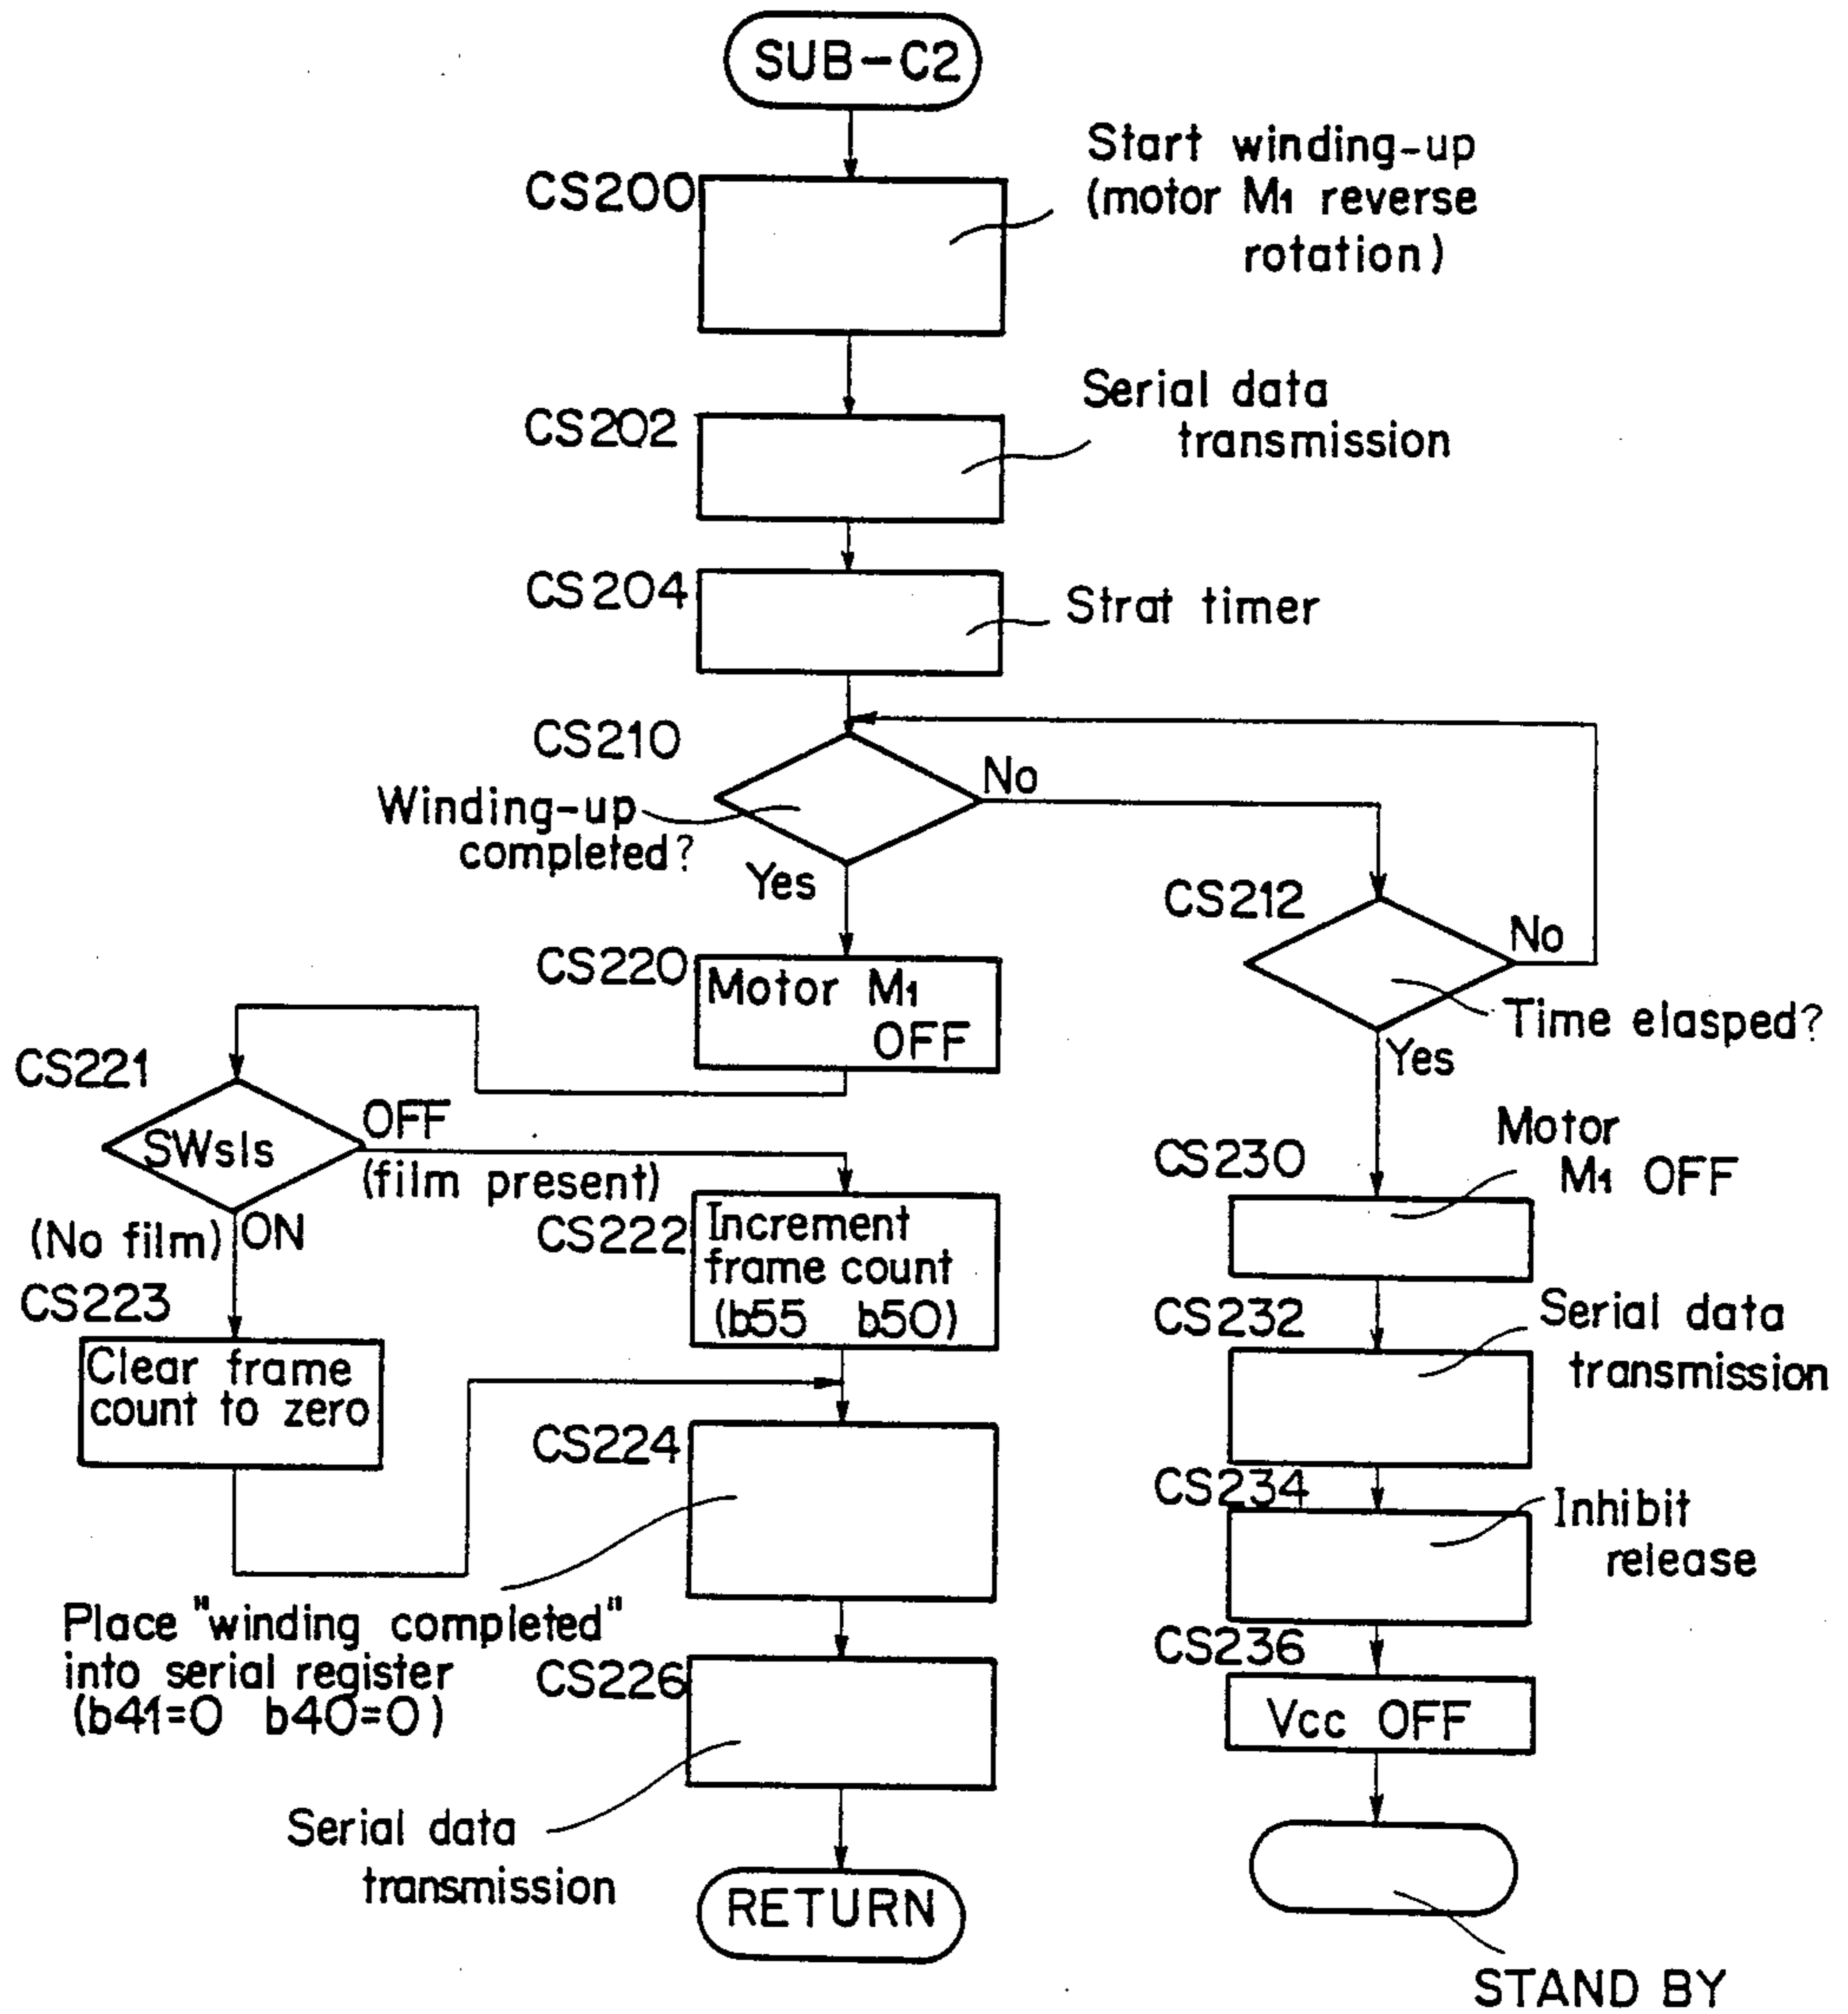 SUB-C2
CS200
Start winding-up
(motor M1 reverse
rotation)
CS202
Serial data
transmission
CS204
Strat timer
CS210
Winding-up
completed?
No
Yes
CS212
No
Time elasped?
Yes
CS220
Motor M1
OFF
CS221
SWsls
OFF
(film present)
(No film)
ON
CS222
Increment
frame count
(b55 b50)
CS223
Clear frame
count to zero
CS224
Place "winding completed"
into serial register
(b41=0 b40=0)
CS226
Serial data
transmission
RETURN
CS230
Motor
M1 OFF
CS232
Serial data
transmission
CS234
Inhibit
release
CS236
Vcc OFF
STAND BY